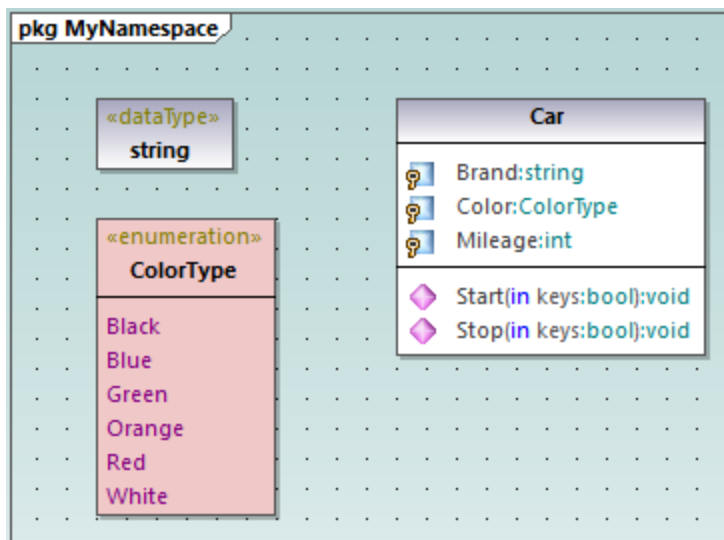 pkg MyNamespace
«dataType»
string
«enumeration»
ColorType
Black
Blue
Green
Orange
Red
White
Car
Brand:string
Color:ColorType
Mileage:int
Start(in keys:bool):void
Stop(in keys:bool):void